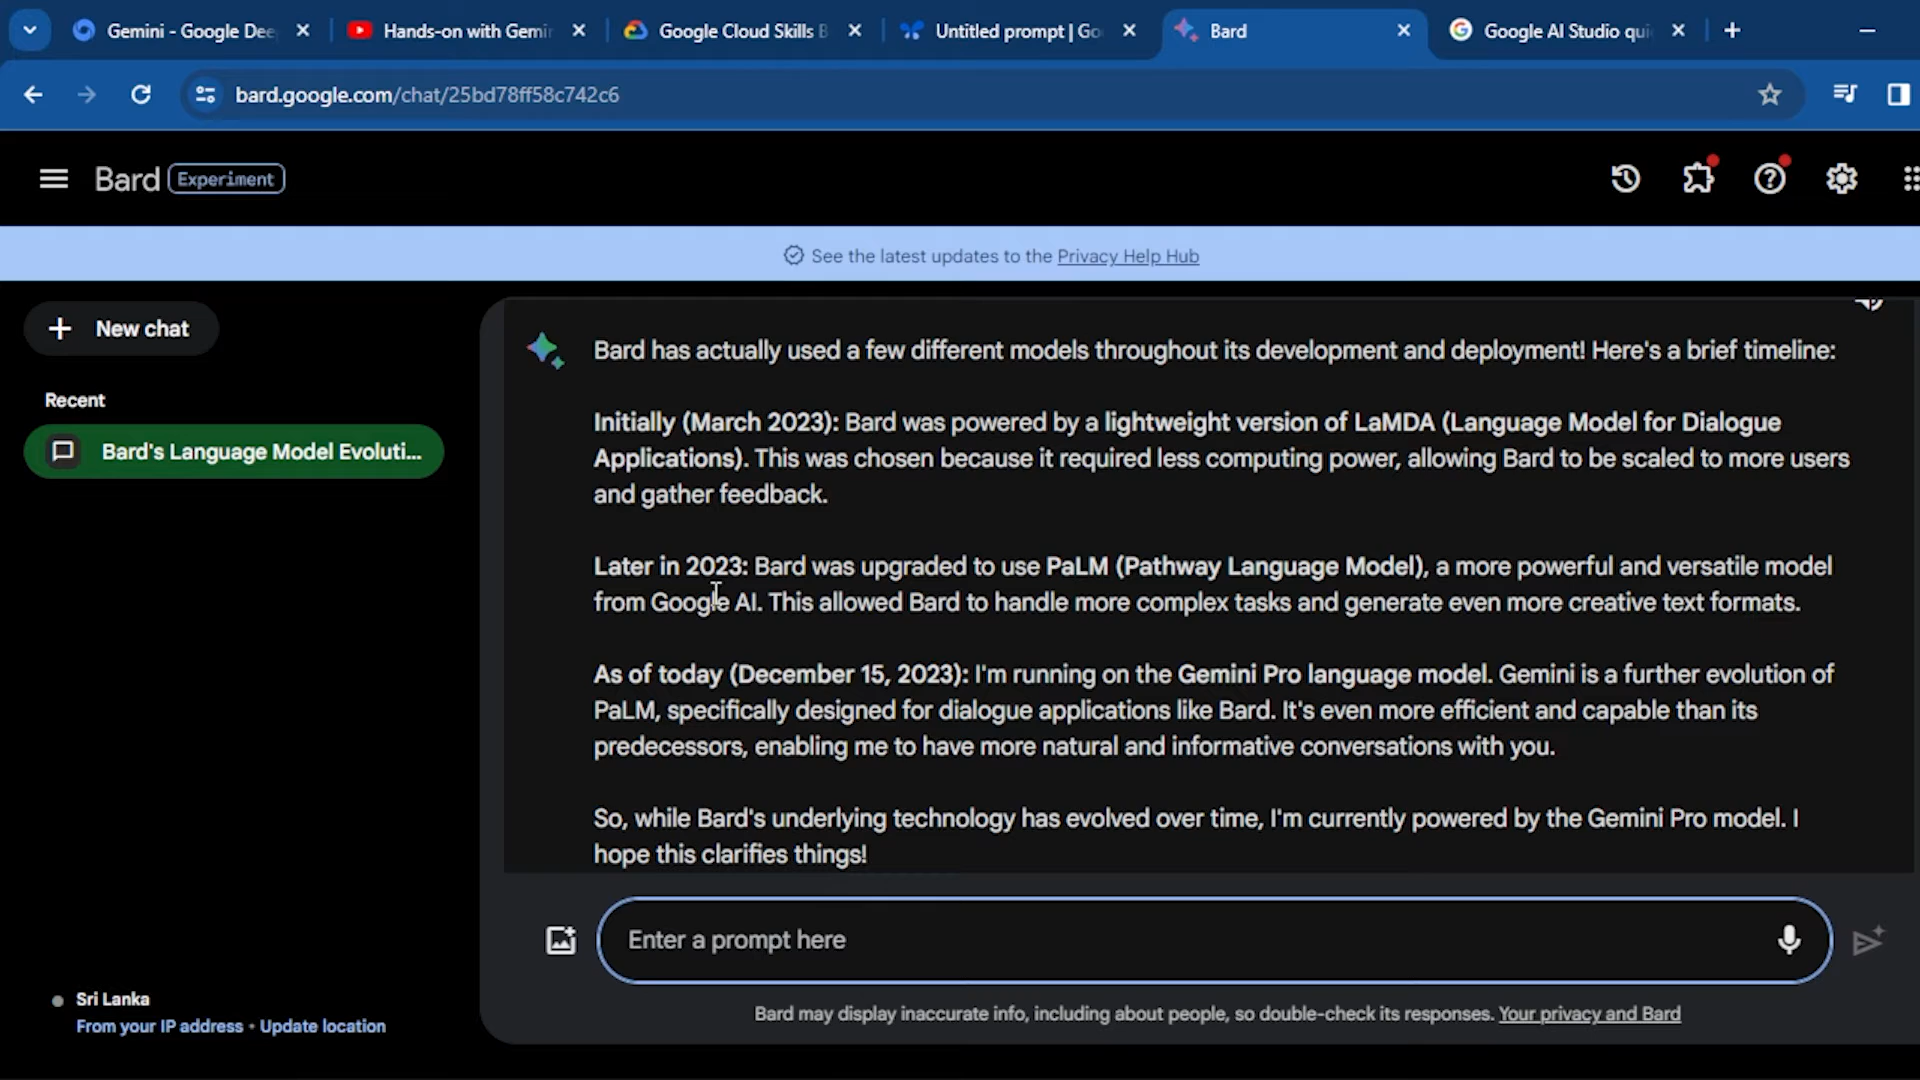 Gemini - Google Dee
Hands-on with Gemin
Google Cloud Skills B
Untitled prompt | Go
Bard
Google AI Studio qui
bard.google.com/chat/25bd78ff58c742c6
Bard Experiment
See the latest updates to the Privacy Help Hub
New chat
Recent
Bard's Language Model Evoluti...
Bard has actually used a few different models throughout its development and deployment! Here's a brief timeline:
Initially (March 2023): Bard was powered by a lightweight version of LaMDA (Language Model for Dialogue
Applications). This was chosen because it required less computing power, allowing Bard to be scaled to more users
and gather feedback.
Later in 2023: Bard was upgraded to use PaLM (Pathway Language Model), a more powerful and versatile model
from Google AI. This allowed Bard to handle more complex tasks and generate even more creative text formats.
As of today (December 15, 2023): I'm running on the Gemini Pro language model. Gemini is a further evolution of
PaLM, specifically designed for dialogue applications like Bard. It's even more efficient and capable than its
predecessors, enabling me to have more natural and informative conversations with you.
So, while Bard's underlying technology has evolved over time, I'm currently powered by the Gemini Pro model. I
hope this clarifies things!
Enter a prompt here
Sri Lanka
From your IP address • Update location
Bard may display inaccurate info, including about people, so double-check its responses. Your privacy and Bard